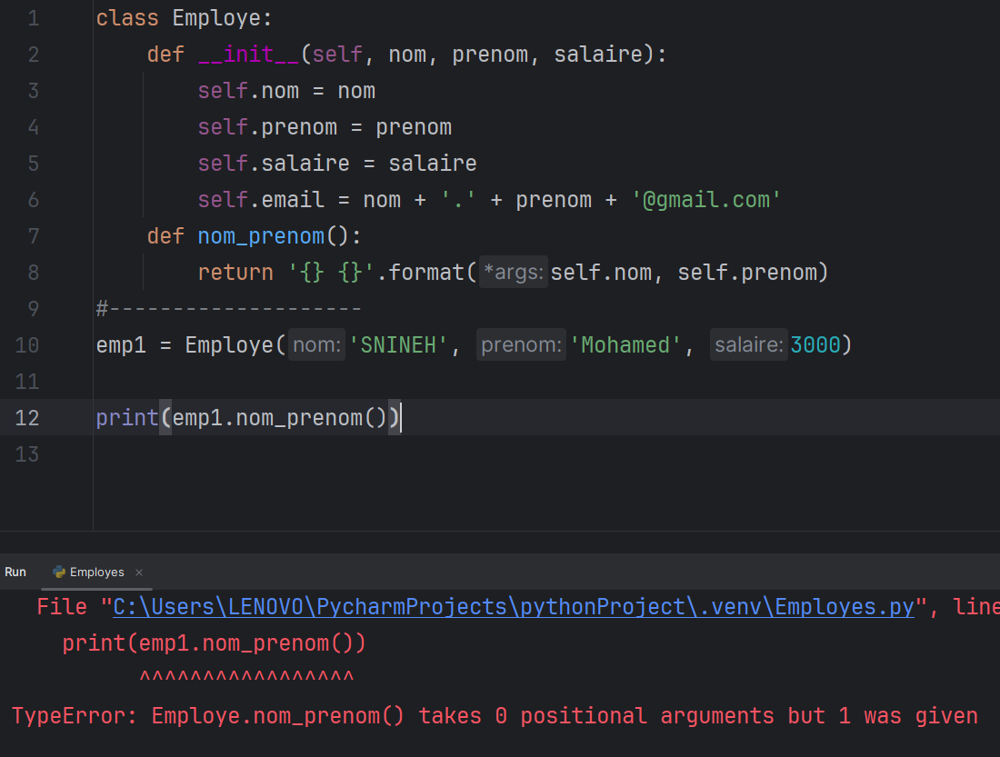 1 class Employe:
2 def __init__(self, nom, prenom, salaire):
3 self.nom = nom
4 self.prenom = prenom
5 self.salaire = salaire
6 self.email = nom + '.' + prenom + '@gmail.com'
7 def nom_prenom():
8 return '{} {}'.format( *args: self.nom, self.prenom)
9 #--------------------
10 emp1 = Employe( nom: 'SNINEH', prenom: 'Mohamed', salaire: 3000)
11
12 print(emp1.nom_prenom())
13
Run Employes ×
File "C:\Users\LENOVO\PycharmProjects\pythonProject\.venv\Employes.py", line
print(emp1.nom_prenom())
^^^^^^^^^^^^^^^^^
TypeError: Employe.nom_prenom() takes 0 positional arguments but 1 was given